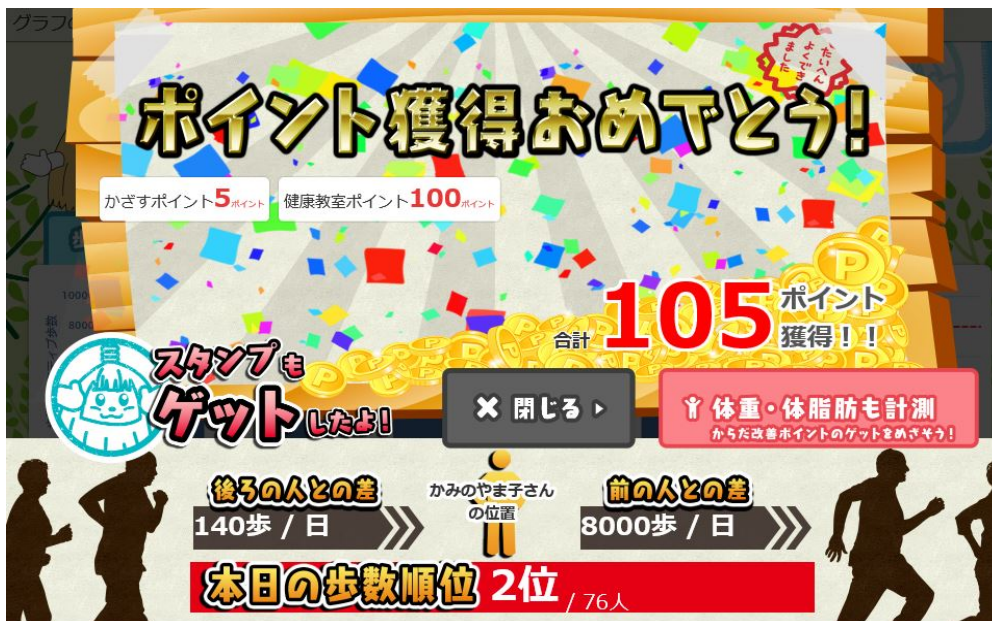 グラフの
たいへん
よくでき
ました
ポイント獲得おめでとう!
かざすポイント5ポイント
健康教室ポイント100ポイント
1000
8000
合計 105 ポイント獲得！！
スタンプも
ゲットしたよ!
✖ 閉じる
体重・体脂肪も計測
からだ改善ポイントのゲットをめざそう!
後ろの人との差
140歩 / 日
かみのやま子さん
の位置
前の人との差
8000歩 / 日
本日の歩数順位 2位 / 76人